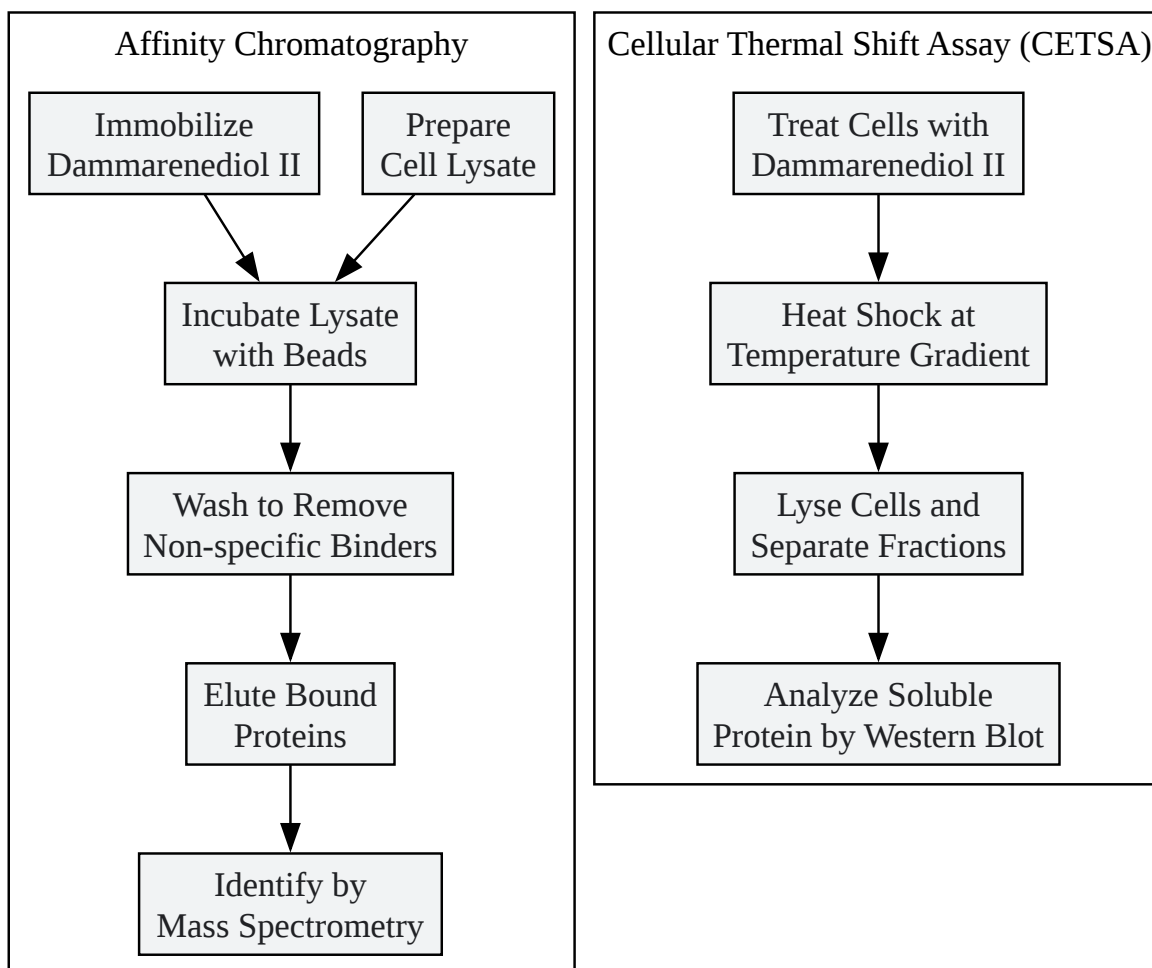 Affinity Chromatography
Immobilize
Dammarenediol II
Prepare
Cell Lysate
Incubate Lysate
with Beads
Wash to Remove
Non-specific Binders
Elute Bound
Proteins
Identify by
Mass Spectrometry
Cellular Thermal Shift Assay (CETSA)
Treat Cells with
Dammarenediol II
Heat Shock at
Temperature Gradient
Lyse Cells and
Separate Fractions
Analyze Soluble
Protein by Western Blot